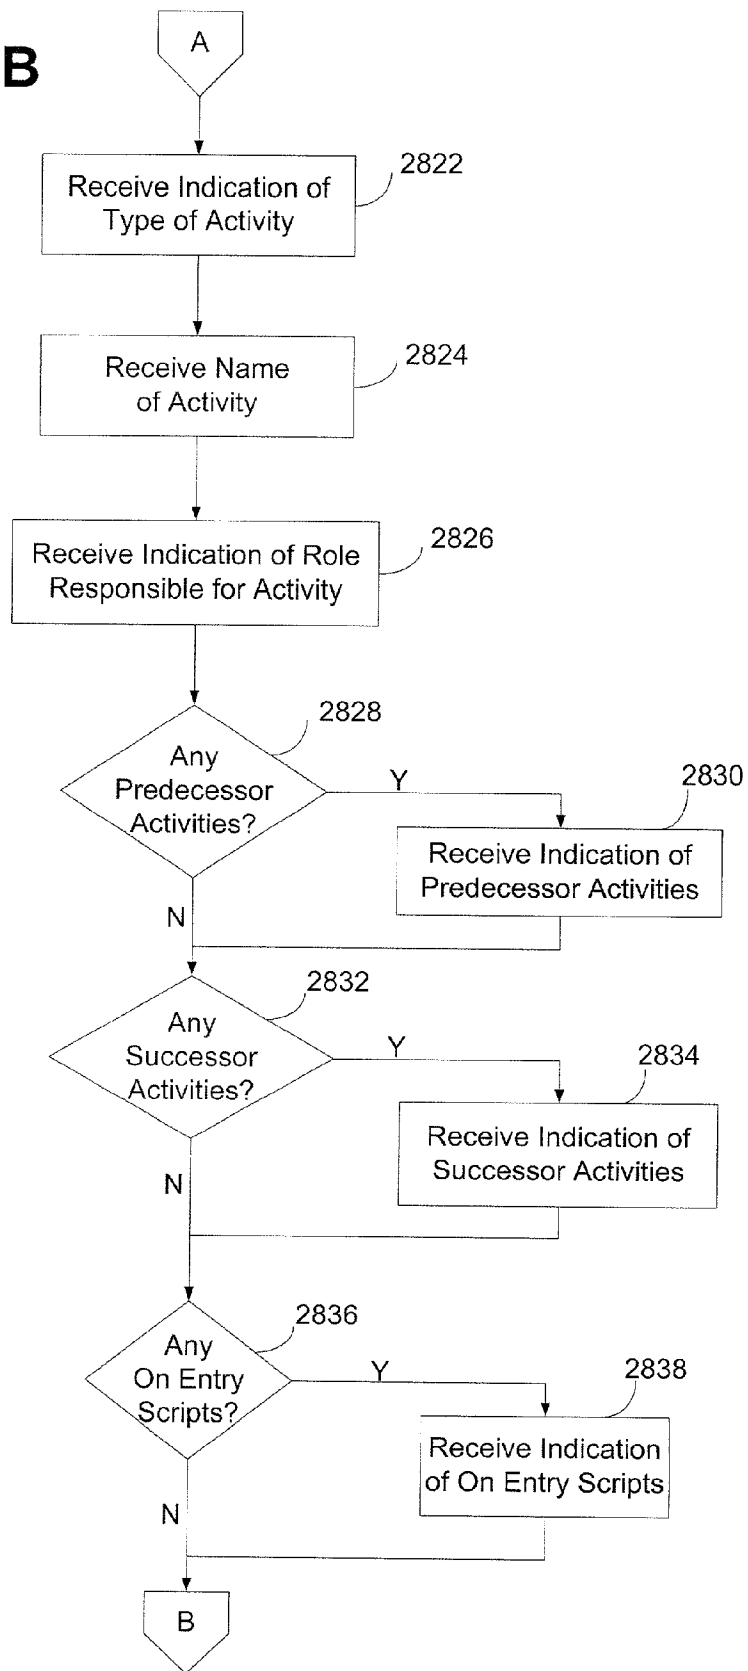 A
B
2822
Receive Indication of
Type of Activity
2824
Receive Name
of Activity
2826
Receive Indication of Role
Responsible for Activity
2828
Any
Predecessor
Activities?
Y
2830
Receive Indication of
Predecessor Activities
N
2832
Any
Successor
Activities?
Y
2834
Receive Indication of
Successor Activities
N
2836
Any
On Entry
Scripts?
Y
2838
Receive Indication
of On Entry Scripts
N
B